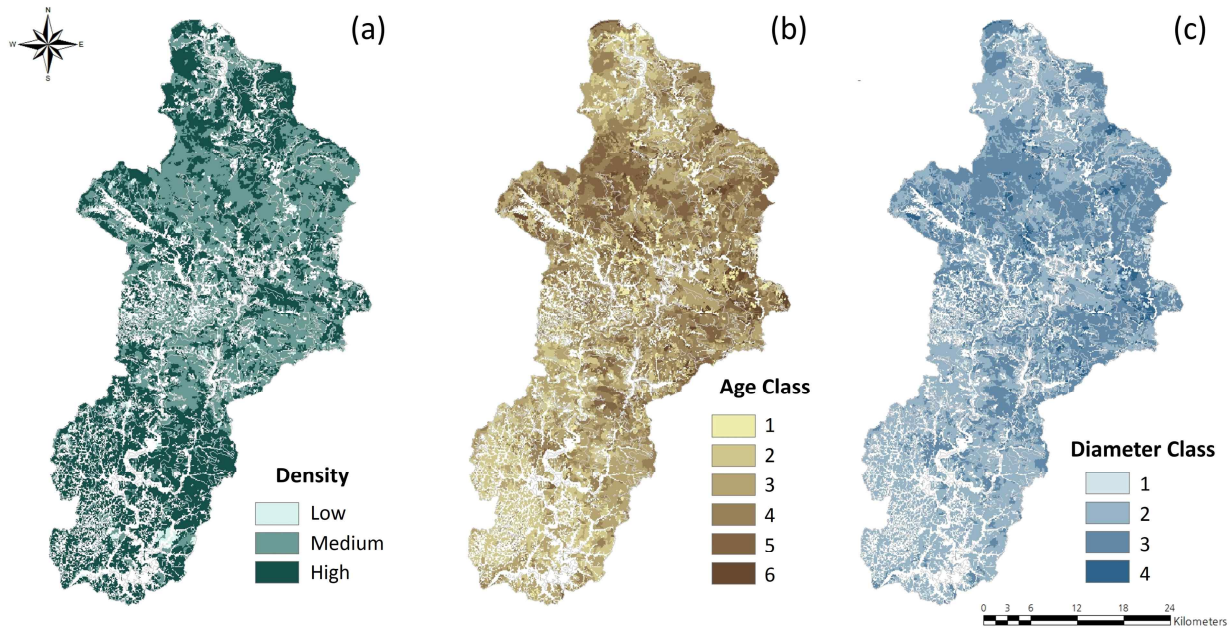 N
W E
S
(a)
(b)
(c)
Density
Low
Medium
High
Age Class
1
2
3
4
5
6
Diameter Class
1
2
3
4
0 3 6 12 18 24
Kilometers